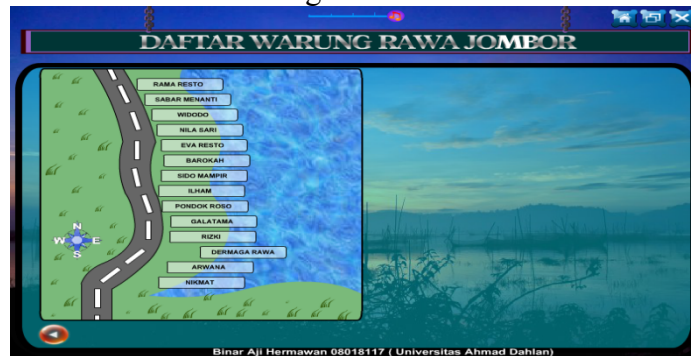 DAFTAR WARUNG RAWA JOMBOR
RAMA RESTO
SABAR MENANTI
WIDODO
NILA SARI
EVA RESTO
BAROKAH
SIDO MAMPIR
ILHAM
PONDOK ROSO
GALATAMA
RIZKI
DERMAGA RAWA
ARWANA
NIKMAT
N
W E
S
Binar Aji Hermawan 08018117 ( Universitas Ahmad Dahlan)